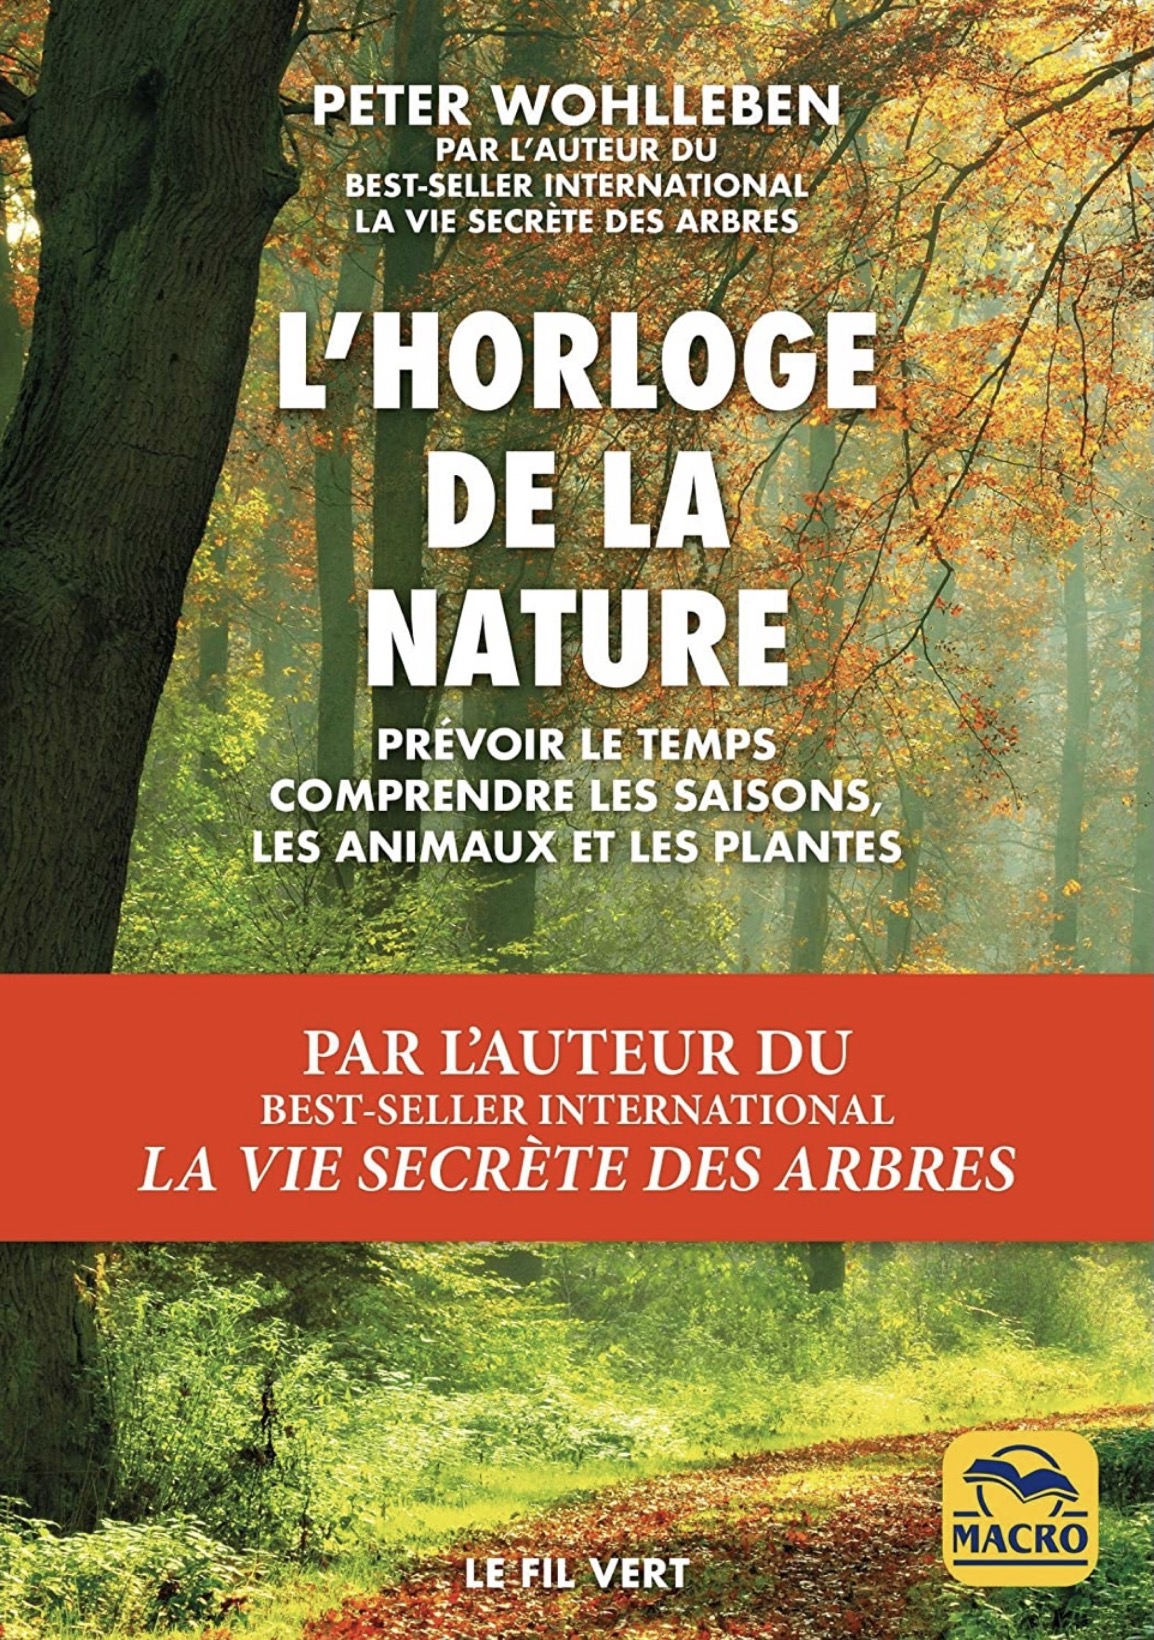 PETER WOHLLEBEN
PAR L'AUTEUR DU
BEST-SELLER INTERNATIONAL
LA VIE SECRÈTE DES ARBRES
L'HORLOGE
DE LA
NATURE
PRÉVOIR LE TEMPS
COMPRENDRE LES SAISONS,
LES ANIMAUX ET LES PLANTES
PAR L'AUTEUR DU
BEST-SELLER INTERNATIONAL
LA VIE SECRÈTE DES ARBRES
MACRO
LE FIL VERT